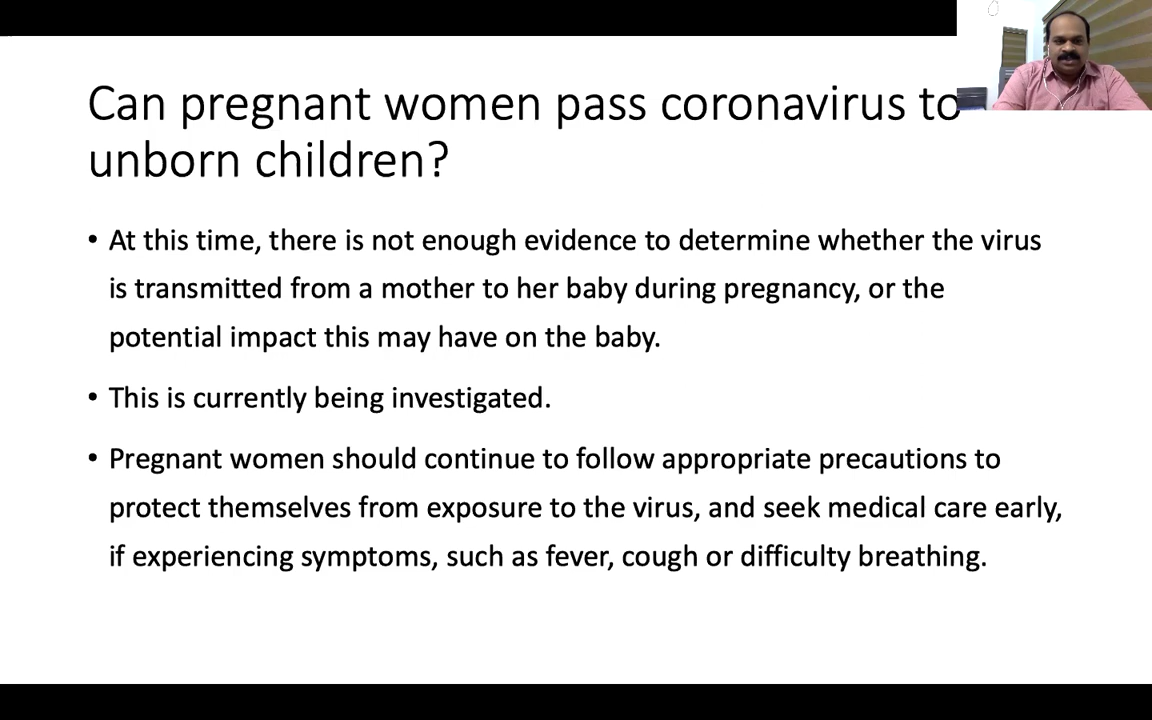 Can pregnant women pass coronavirus to
unborn children?
• At this time, there is not enough evidence to determine whether the virus
is transmitted from a mother to her baby during pregnancy, or the
potential impact this may have on the baby.
• This is currently being investigated.
• Pregnant women should continue to follow appropriate precautions to
protect themselves from exposure to the virus, and seek medical care early,
if experiencing symptoms, such as fever, cough or difficulty breathing.